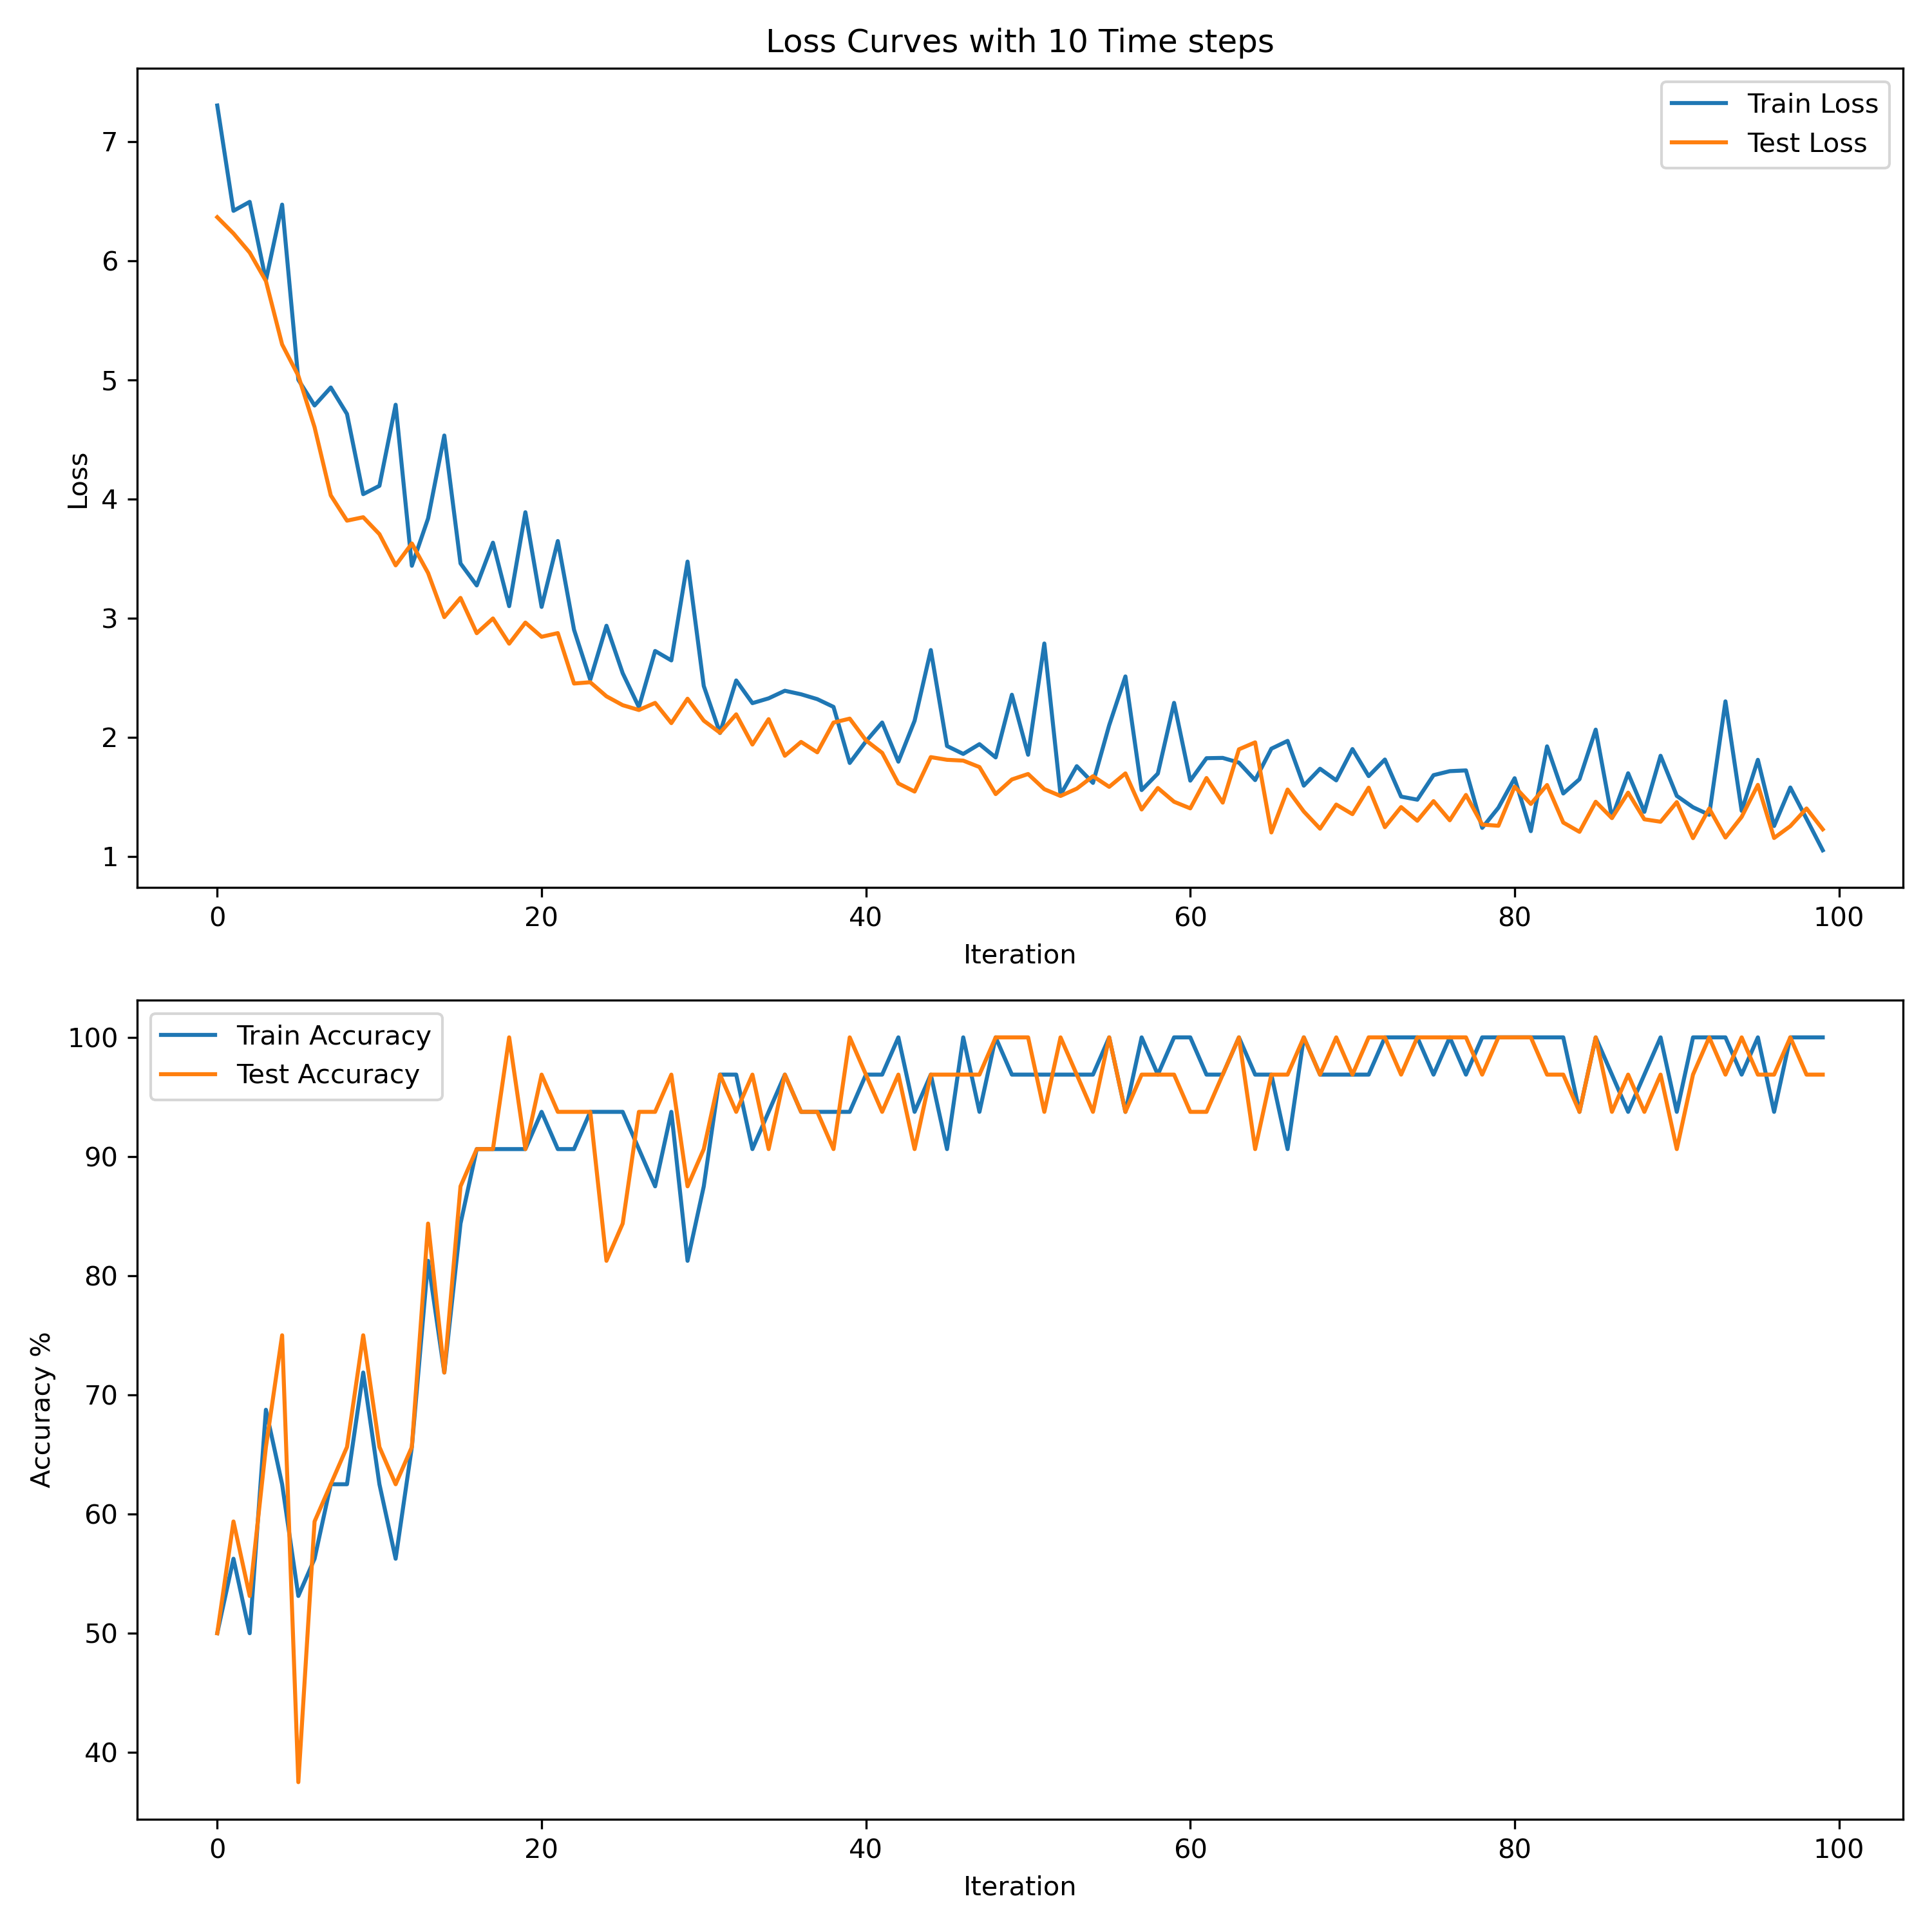 Loss Curves with 10 Time steps
Train Loss
Test Loss
7
6
5
4
3
2
1
Loss
0 20 40 60 80 100
Iteration
Train Accuracy
Test Accuracy
100
90
80
70
60
50
40
Accuracy %
0 20 40 60 80 100
Iteration